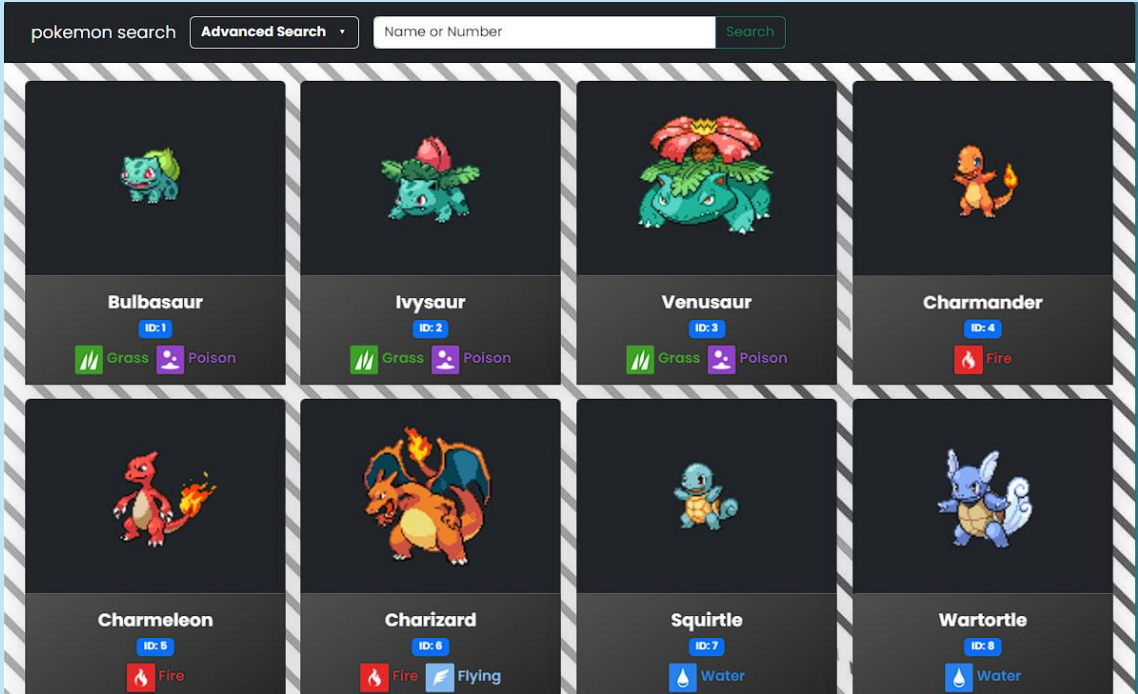 pokemon search Advanced Search Name or Number Search
Bulbasaur Ivysaur Venusaur Charmander
ID: 1 ID: 2 ID: 3 ID: 4
Grass Poison Grass Poison Grass Poison Fire
Charmeleon Charizard Squirtle Wartortle
ID: 5 ID: 6 ID: 7 ID: 8
Fire Fire Flying Water Water